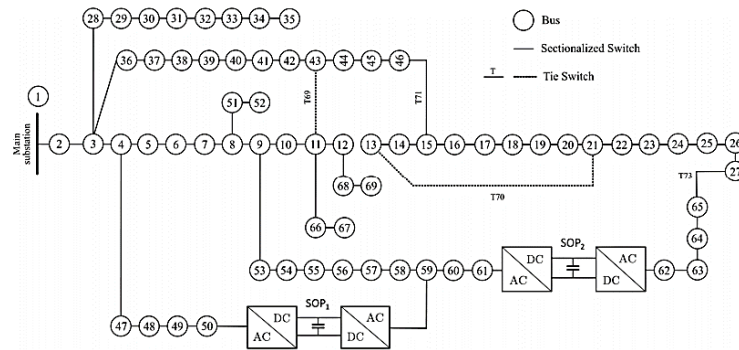 28 29 30 31 32 33 34 35
Bus
Sectionalized Switch
T
Tie Switch
36 37 38 39 40 41 42 43 44 45 46
1
51 52
T69
T71
Main substation
2 3 4 5 6 7 8 9 10 11 12 13 14 15 16 17 18 19 20 21 22 23 24 25 26
T73
27
68 69
T70
65
66 67
64
SOP2
DC
AC
DC
AC
53 54 55 56 57 58 59 60 61
62 63
SOP1
47 48 49 50
DC
AC
AC
DC